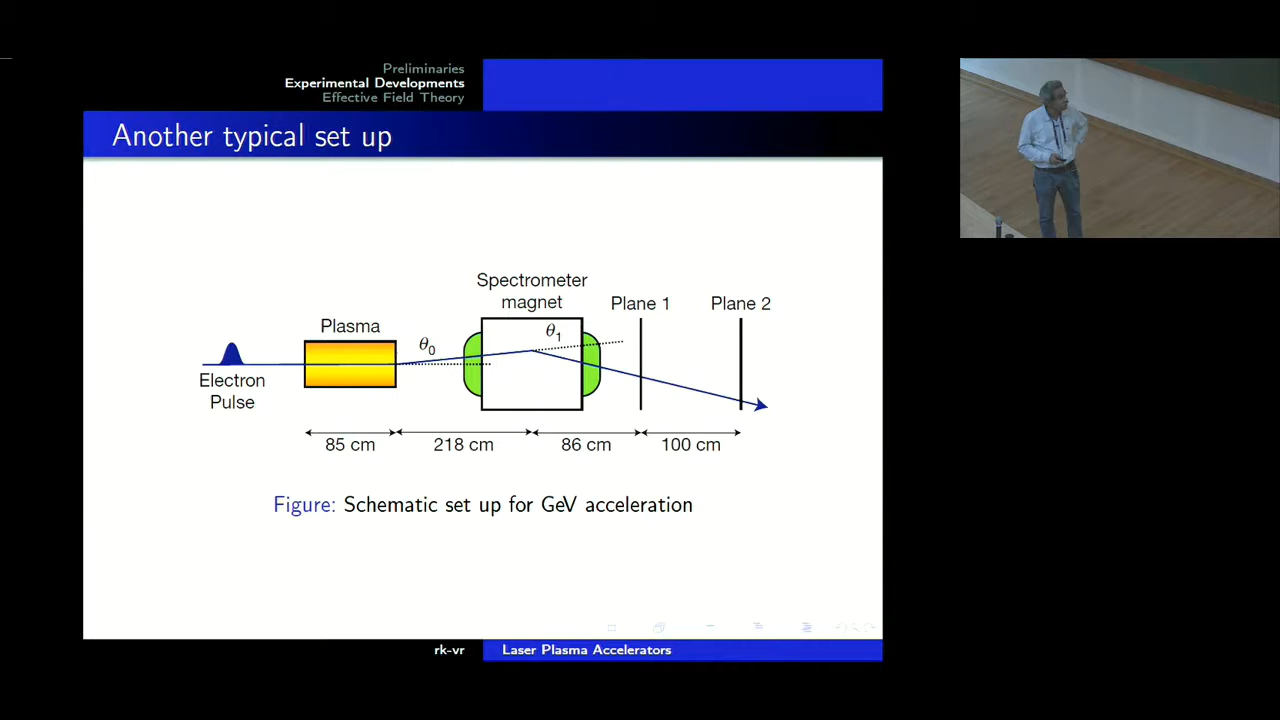 Preliminaries
Experimental Developments
Effective Field Theory
Another typical set up
Spectrometer
magnet
Plane 1
Plane 2
Plasma
θ0
θ1
Electron
Pulse
85 cm
218 cm
86 cm
100 cm
Figure: Schematic set up for GeV acceleration
rk-vr
Laser Plasma Accelerators